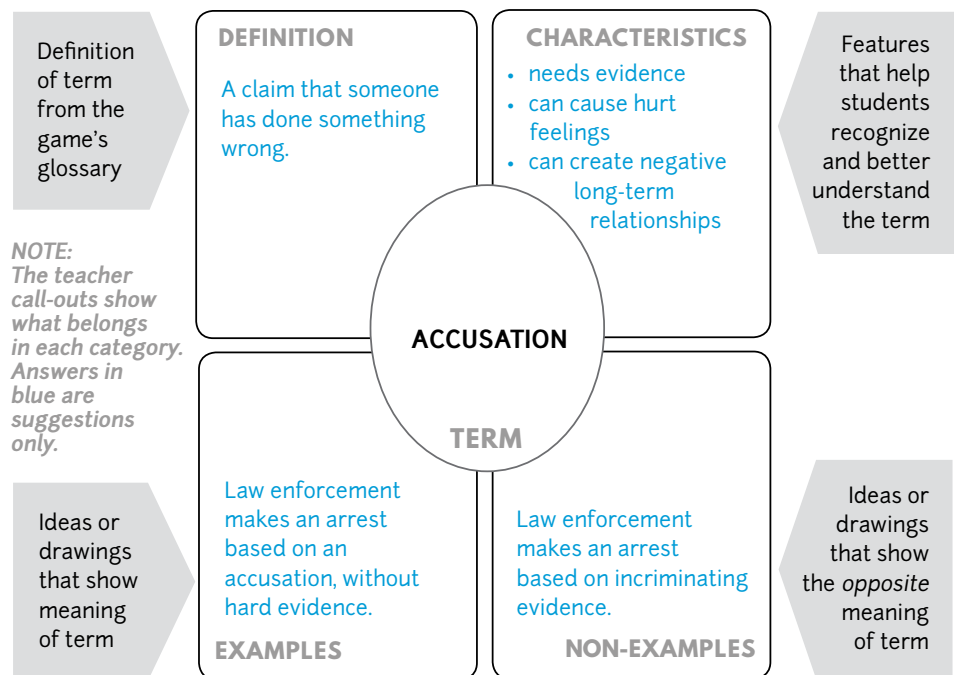 Definition
of term
from the
game's
glossary
DEFINITION
A claim that someone
has done something
wrong.
CHARACTERISTICS
• needs evidence
• can cause hurt
feelings
• can create negative
long-term
relationships
Features
that help
students
recognize
and better
understand
the term
NOTE:
The teacher
call-outs show
what belongs
in each category.
Answers in
blue are
suggestions
only.
ACCUSATION
TERM
Ideas or
drawings
that show
meaning
of term
Law enforcement
makes an arrest
based on an
accusation, without
hard evidence.
EXAMPLES
Law enforcement
makes an arrest
based on incriminating
evidence.
NON-EXAMPLES
Ideas or
drawings
that show
the opposite
meaning
of term